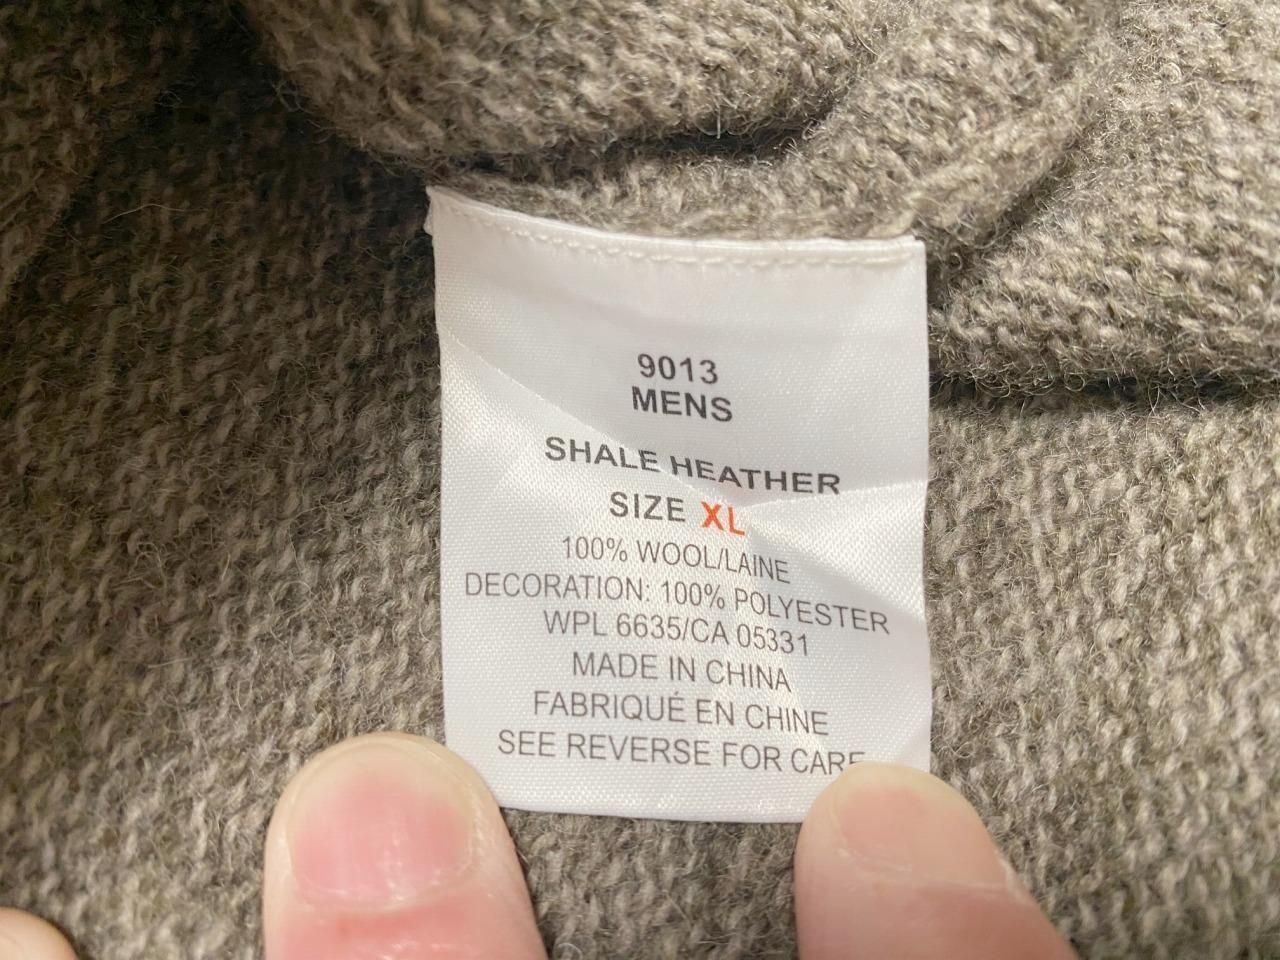 9013
MENS
SHALE HEATHER
SIZE XL
100% WOOL/LAINE
DECORATION: 100% POLYESTER
WPL 6635/CA 05331
MADE IN CHINA
FABRIQUÉ EN CHINE
SEE REVERSE FOR CARE